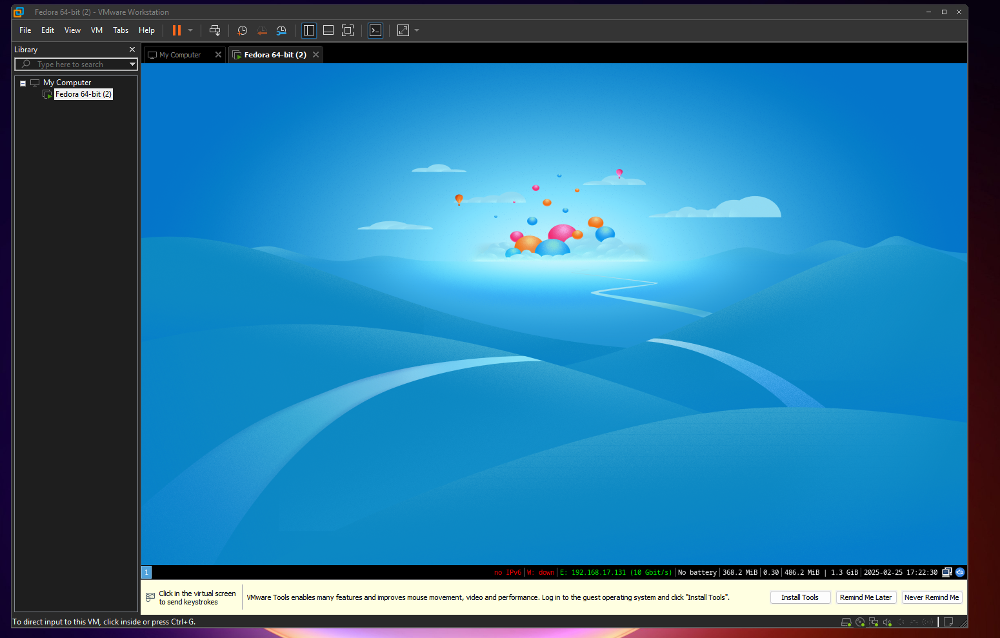 Fedora 64-bit (2) - VMware Workstation
File Edit View VM Tabs Help
Library
My Computer
Fedora 64-bit (2)
Type here to search
My Computer
Fedora 64-bit (2)
1
no IPv6 | W: down | E: 192.168.17.131 (10 Gbit/s) | No battery | 368.2 MiB | 0.30 | 486.2 MiB | 1.3 GiB | 2025-02-25 17:22:30
Click in the virtual screen
to send keystrokes
VMware Tools enables many features and improves mouse movement, video and performance. Log in to the guest operating system and click "Install Tools".
Install Tools
Remind Me Later
Never Remind Me
To direct input to this VM, click inside or press Ctrl+G.